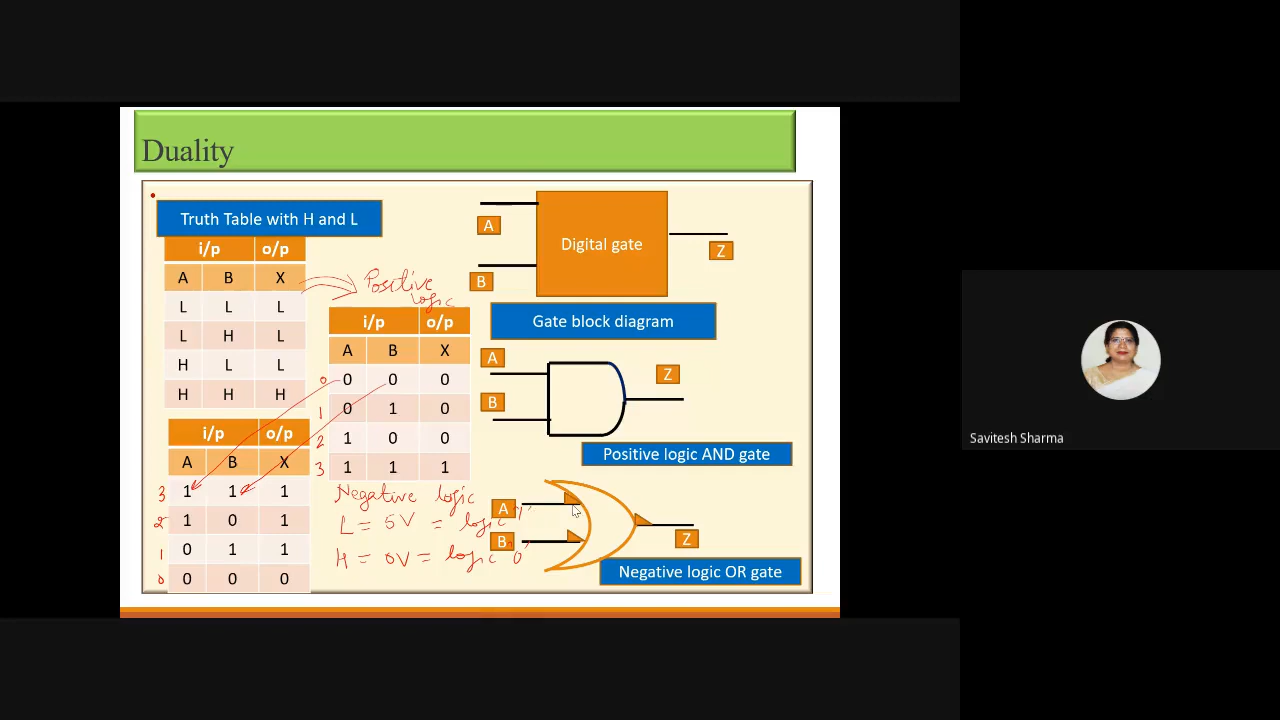 Duality
Truth Table with H and L
i/p o/p
A B X
L L L
L H L
H L L
H H H
i/p o/p
A B X
3 1 1 1
2 1 0 1
1 0 1 1
0 0 0 0
Positive
logic
i/p o/p
A B X
0 0 0 0
1 0 1 0
2 1 0 0
3 1 1 1
Negative logic
L = 5V = logic '1'
H = 0V = logic '0'
A
B
Digital gate
Z
Gate block diagram
A
B
Z
Positive logic AND gate
A
B
Z
Negative logic OR gate
Savitesh Sharma